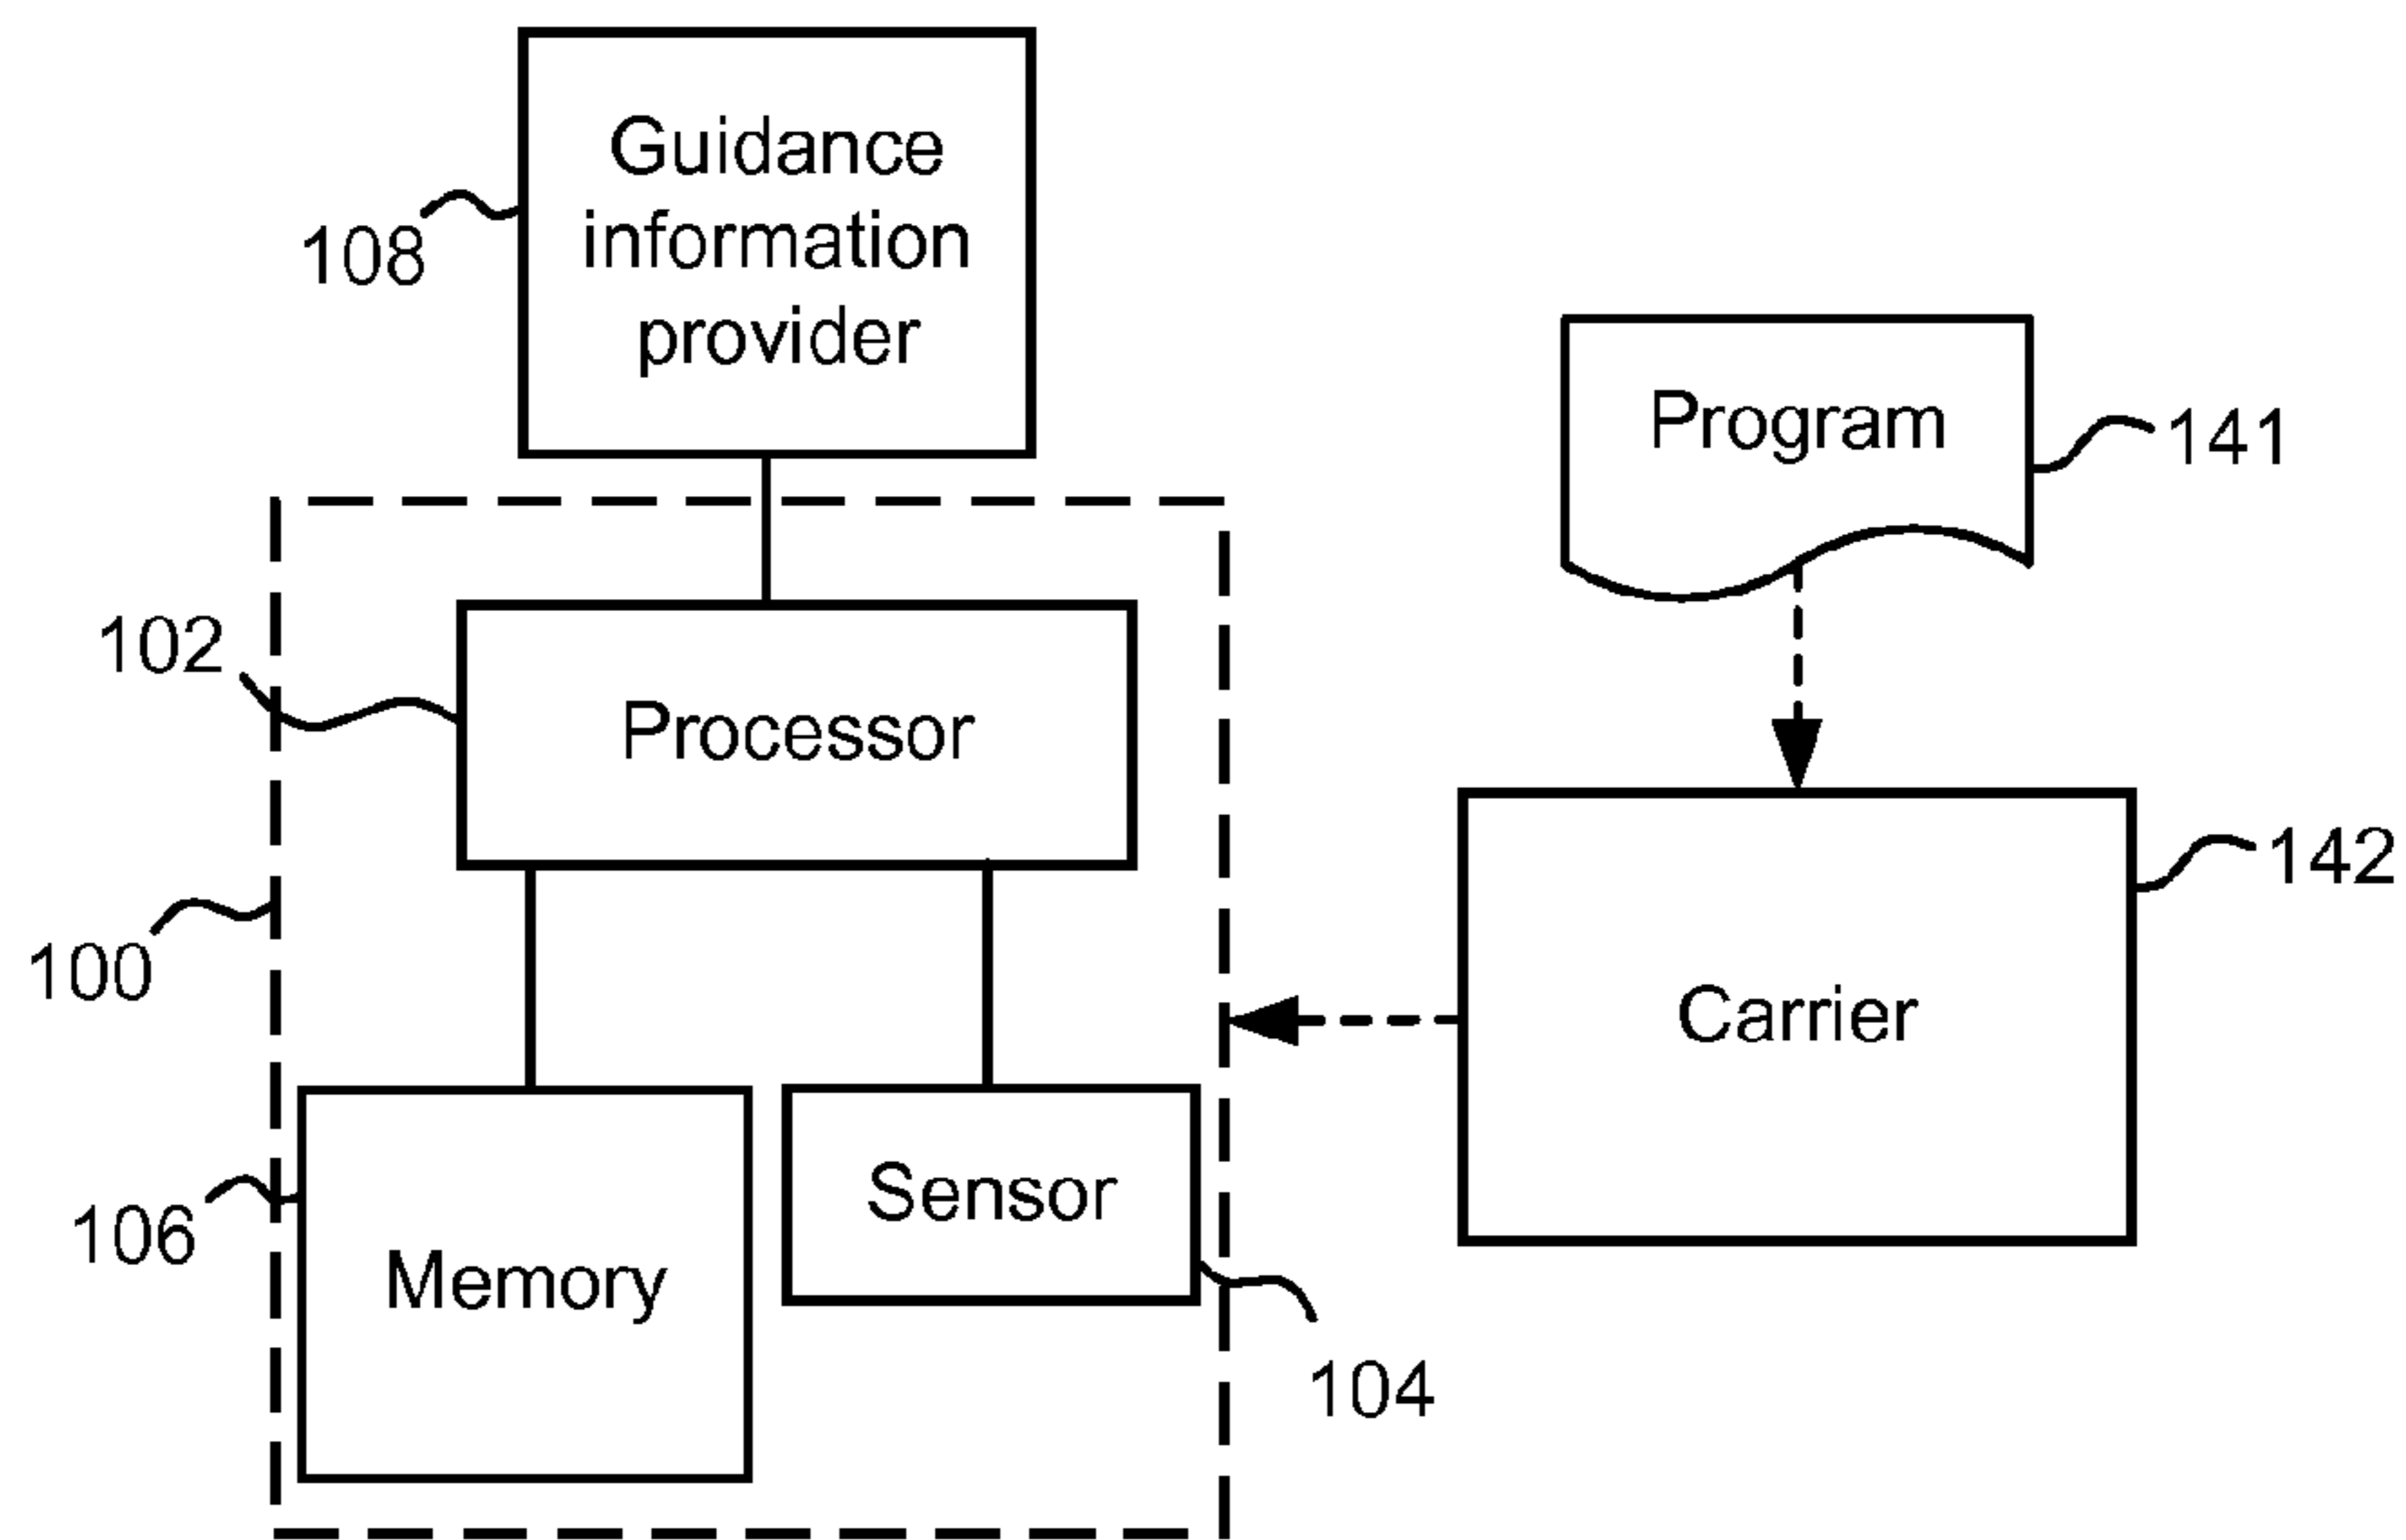 Guidance
information
provider
108
Program
141
102
Processor
142
Carrier
100
Sensor
106
Memory
104